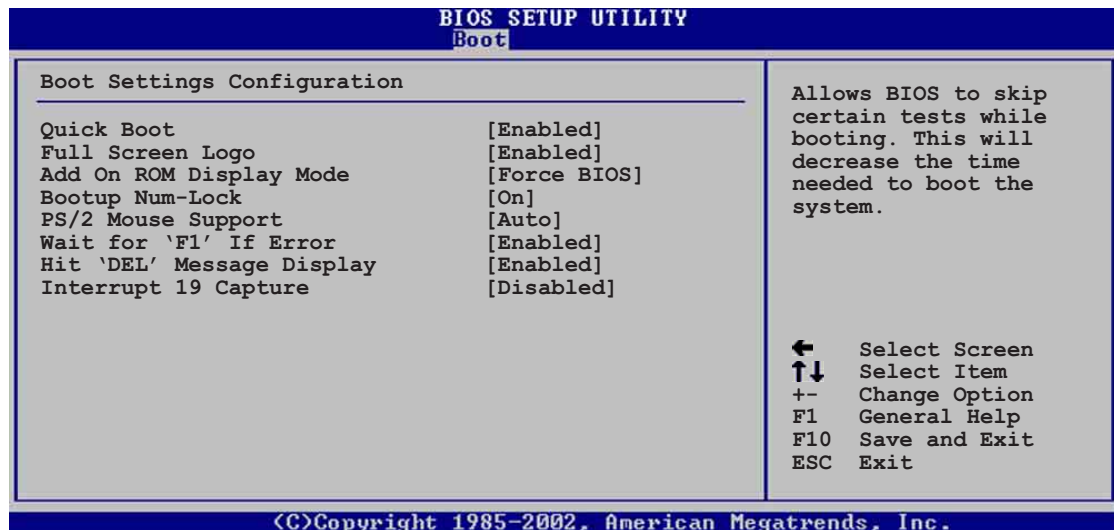 BIOS SETUP UTILITY
Boot
Boot Settings Configuration
Quick Boot [Enabled]
Full Screen Logo [Enabled]
Add On ROM Display Mode [Force BIOS]
Bootup Num-Lock [On]
PS/2 Mouse Support [Auto]
Wait for ‘F1’ If Error [Enabled]
Hit ‘DEL’ Message Display [Enabled]
Interrupt 19 Capture [Disabled]
Allows BIOS to skip
certain tests while
booting. This will
decrease the time
needed to boot the
system.
← Select Screen
↑↓ Select Item
+- Change Option
F1 General Help
F10 Save and Exit
ESC Exit
(C)Copyright 1985-2002, American Megatrends, Inc.